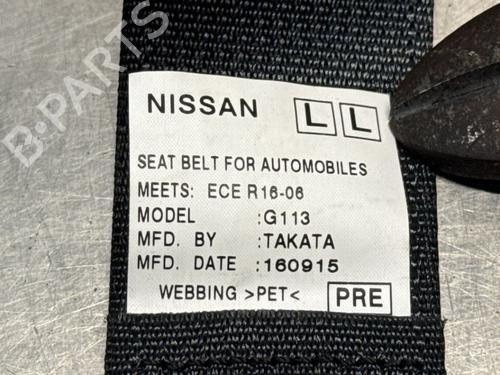 B-PARTS
NISSAN L L
SEAT BELT FOR AUTOMOBILES
MEETS: ECE R16-06
MODEL :G113
MFD. BY :TAKATA
MFD. DATE :160915
WEBBING >PET< PRE